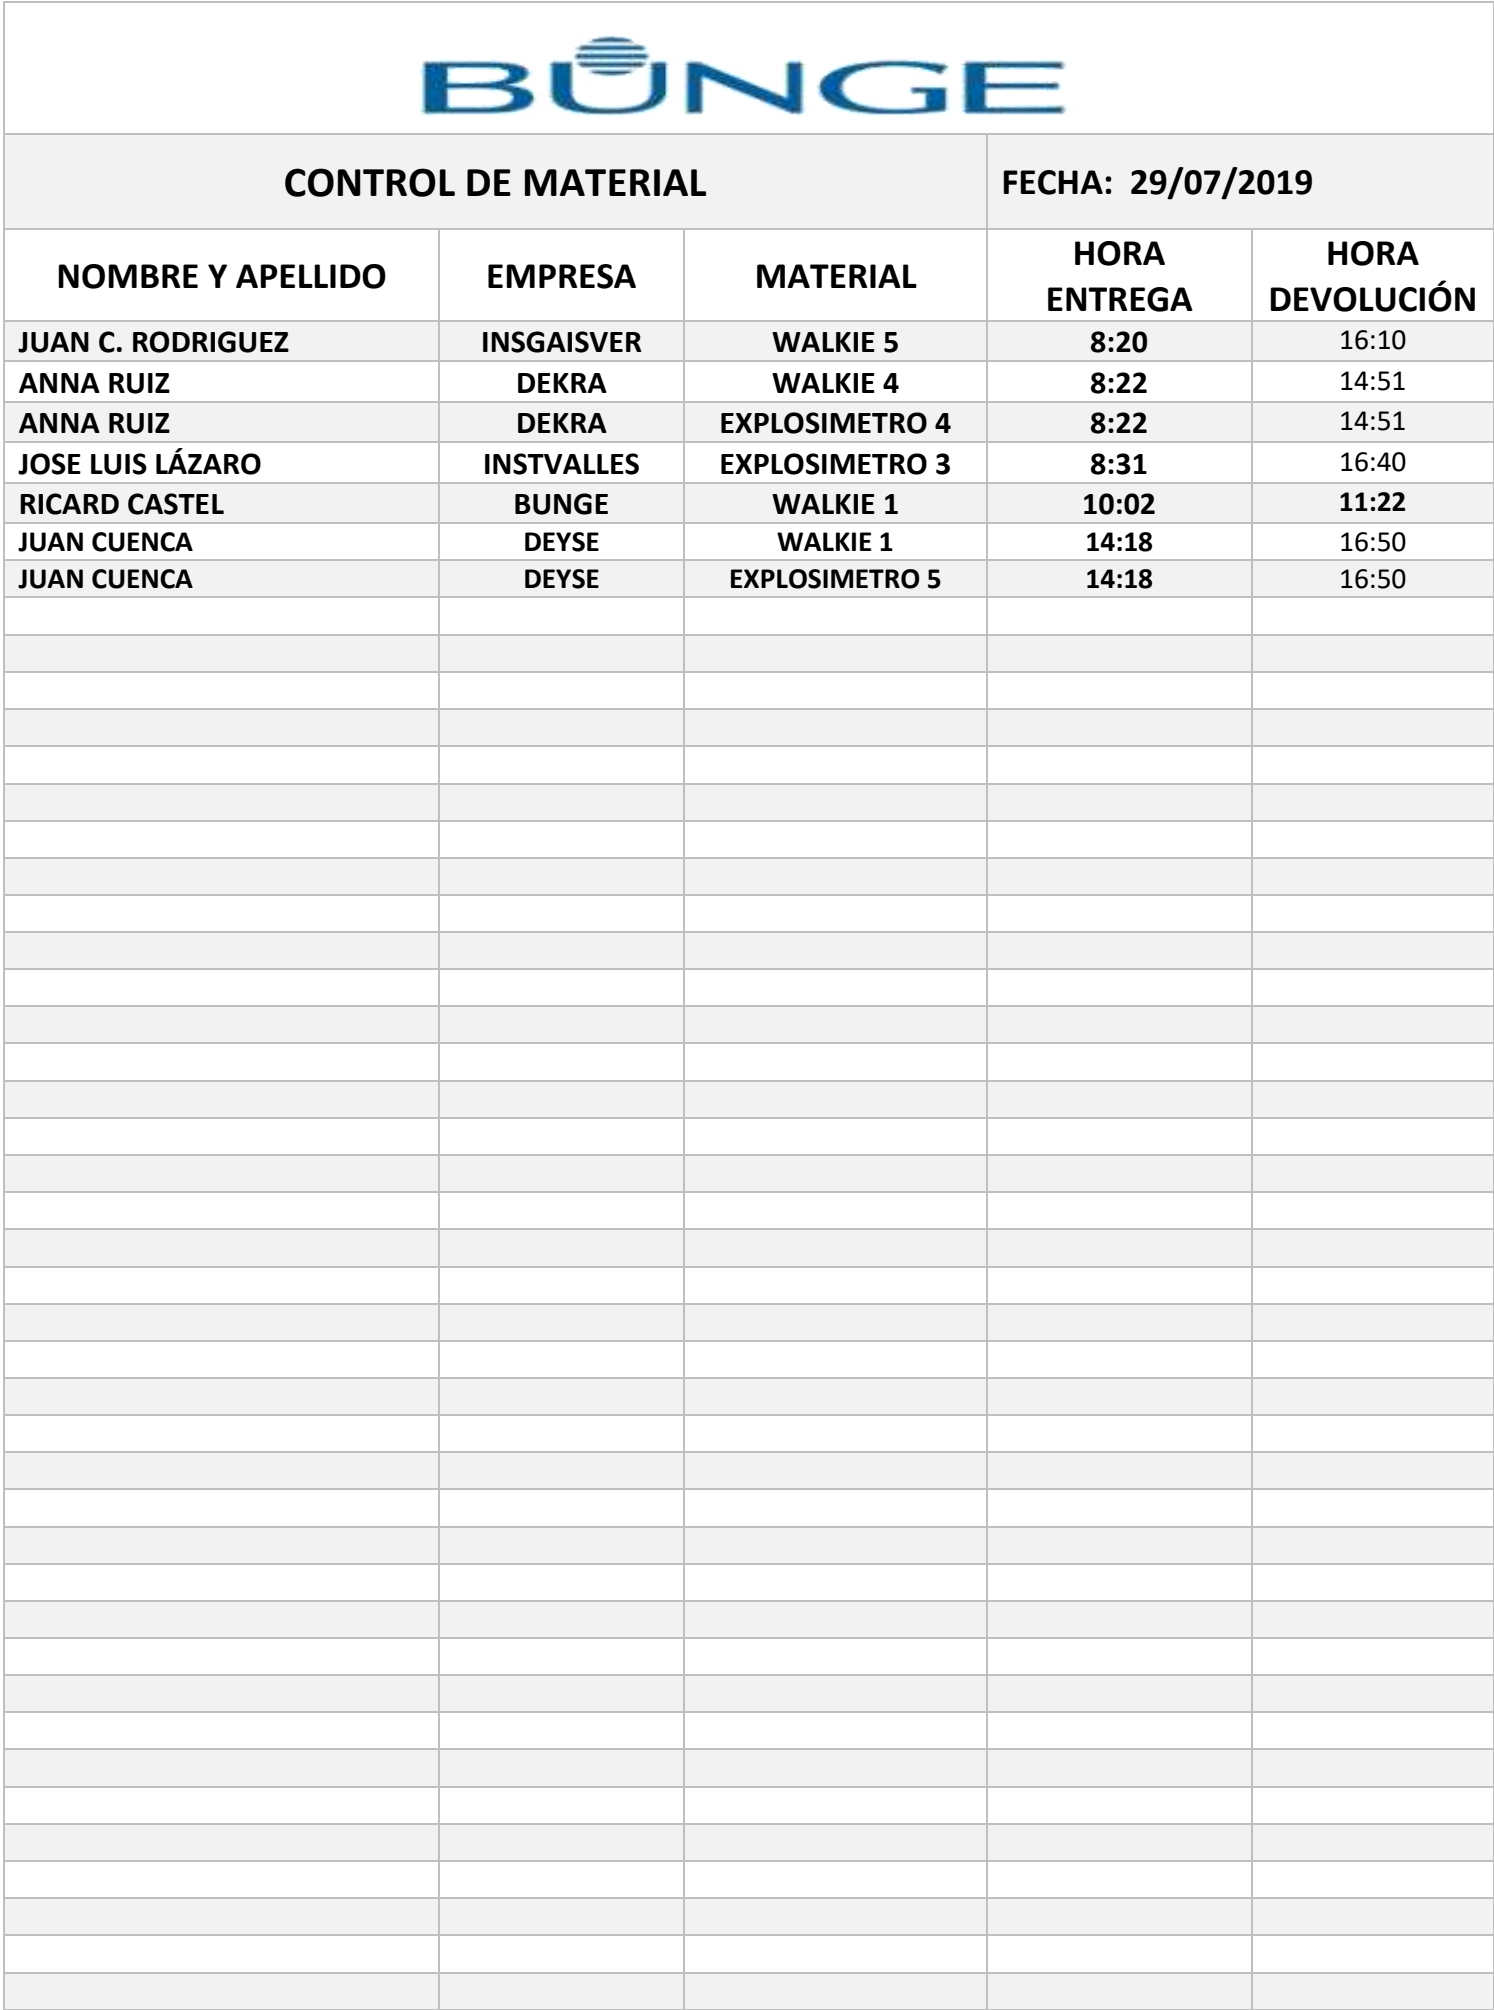 BUNGE
CONTROL DE MATERIAL FECHA: 29/07/2019
NOMBRE Y APELLIDO EMPRESA MATERIAL HORA ENTREGA HORA DEVOLUCIÓN
JUAN C. RODRIGUEZ INSGAISVER WALKIE 5 8:20 16:10
ANNA RUIZ DEKRA WALKIE 4 8:22 14:51
ANNA RUIZ DEKRA EXPLOSIMETRO 4 8:22 14:51
JOSE LUIS LÁZARO INSTVALLES EXPLOSIMETRO 3 8:31 16:40
RICARD CASTEL BUNGE WALKIE 1 10:02 11:22
JUAN CUENCA DEYSE WALKIE 1 14:18 16:50
JUAN CUENCA DEYSE EXPLOSIMETRO 5 14:18 16:50